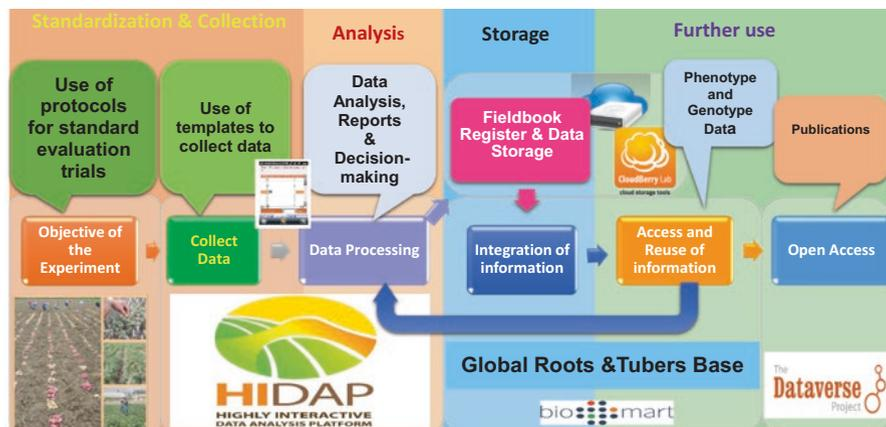 Standardization & Collection
Analysis
Storage
Further use
Use of
protocols
for standard
evaluation
trials
Use of
templates to
collect data
Data
Analysis,
Reports
&
Decision-
making
Fieldbook
Register & Data
Storage
CloudBerry Lab
cloud storage tools
Phenotype
and
Genotype
Data
Publications
Objective of
the
Experiment
Collect
Data
Data Processing
Integration of
information
Access and
Reuse of
information
Open Access
HIDAP
HIGHLY INTERACTIVE
DATA ANALYSIS PLATFORM
Global Roots &Tubers Base
bio mart
The
Dataverse
Project